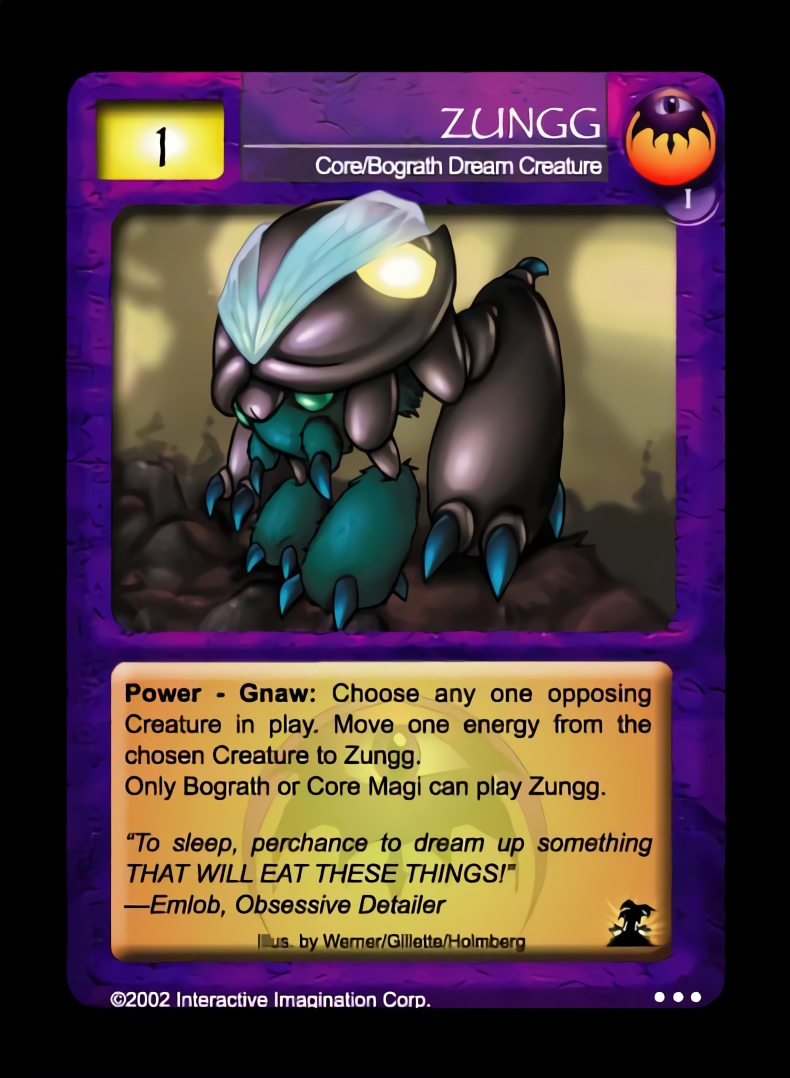 1
ZUNGG
Core/Bograth Dream Creature
I
Power - Gnaw: Choose any one opposing
Creature in play. Move one energy from the
chosen Creature to Zungg.
Only Bograth or Core Magi can play Zungg.
"To sleep, perchance to dream up something
THAT WILL EAT THESE THINGS!"
—Emlob, Obsessive Detailer
Illus. by Werner/Gillette/Holmberg
©2002 Interactive Imagination Corp.